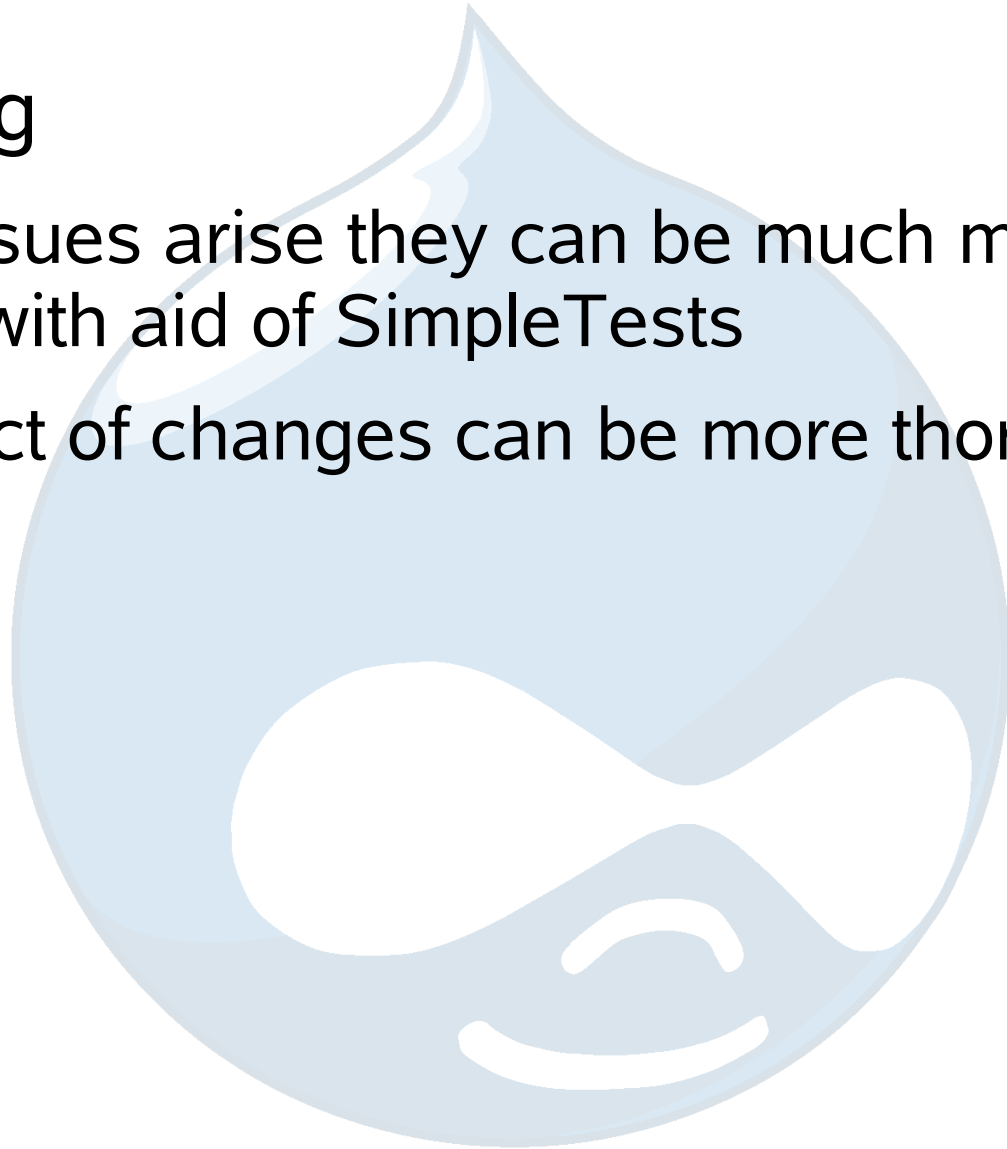 g
sues arise they can be much m
with aid of SimpleTests
ct of changes can be more thor